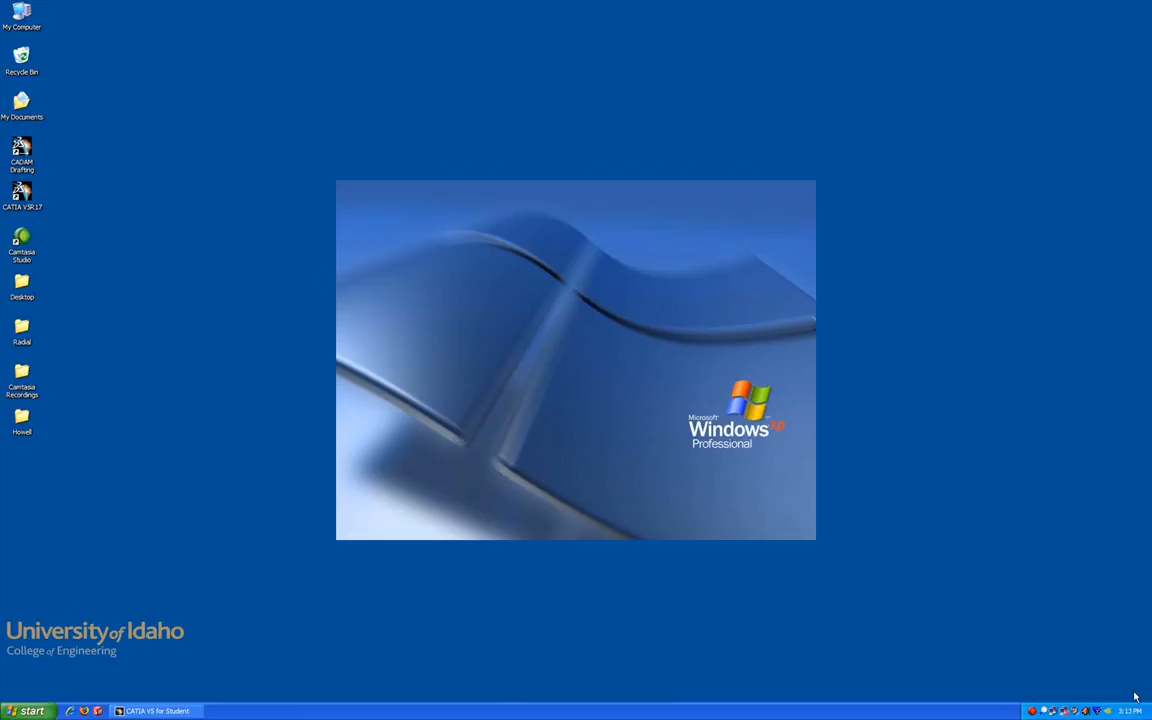 My Computer
Recycle Bin
My Documents
CADAM
Drafting
CATIA V5R17
Camtasia
Studio
Desktop
Radial
Camtasia
Recordings
Howell
Microsoft
Windows xp
Professional
University of Idaho
College of Engineering
start
CATIA V5 for Student
3:13 PM